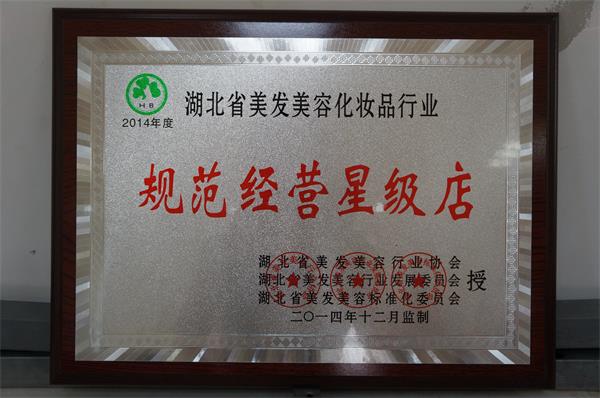 H.B
2014年度
湖北省美发美容化妆品行业
规范经营星级店
湖北省美发美容行业协会
湖北省美发美容行业发展委员会
湖北省美发美容标准化委员会
授
二〇一四年十二月监制